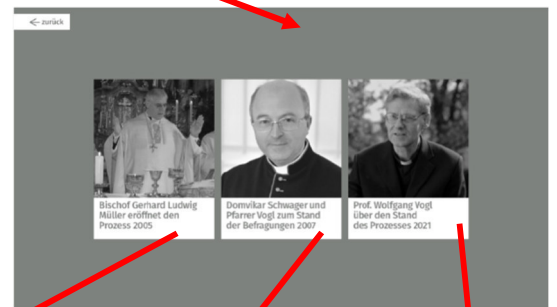 ← zurück
Bischof Gerhard Ludwig
Müller eröffnet den
Prozess 2005
Domvikar Schwager und
Pfarrer Vogl zum Stand
der Befragungen 2007
Prof. Wolfgang Vogl
über den Stand
des Prozesses 2021